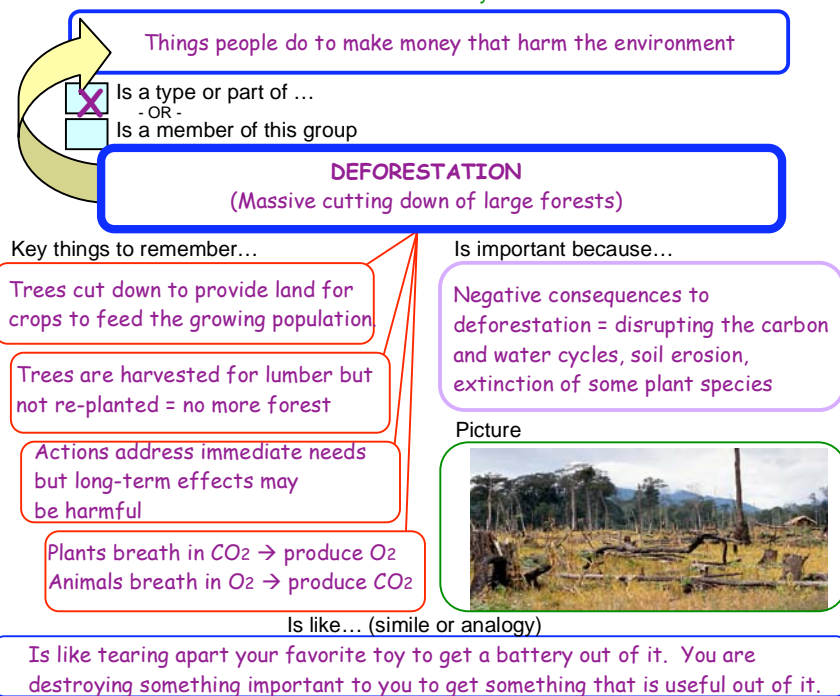 Things people do to make money that harm the environment
X
Is a type or part of …
- OR -
Is a member of this group
DEFORESTATION
(Massive cutting down of large forests)
Key things to remember…
Trees cut down to provide land for
crops to feed the growing population.
Trees are harvested for lumber but
not re-planted = no more forest
Actions address immediate needs
but long-term effects may
be harmful
Plants breath in CO2 → produce O2
Animals breath in O2 → produce CO2
Is important because…
Negative consequences to
deforestation = disrupting the carbon
and water cycles, soil erosion,
extinction of some plant species
Picture
Is like… (simile or analogy)
Is like tearing apart your favorite toy to get a battery out of it. You are
destroying something important to you to get something that is useful out of it.